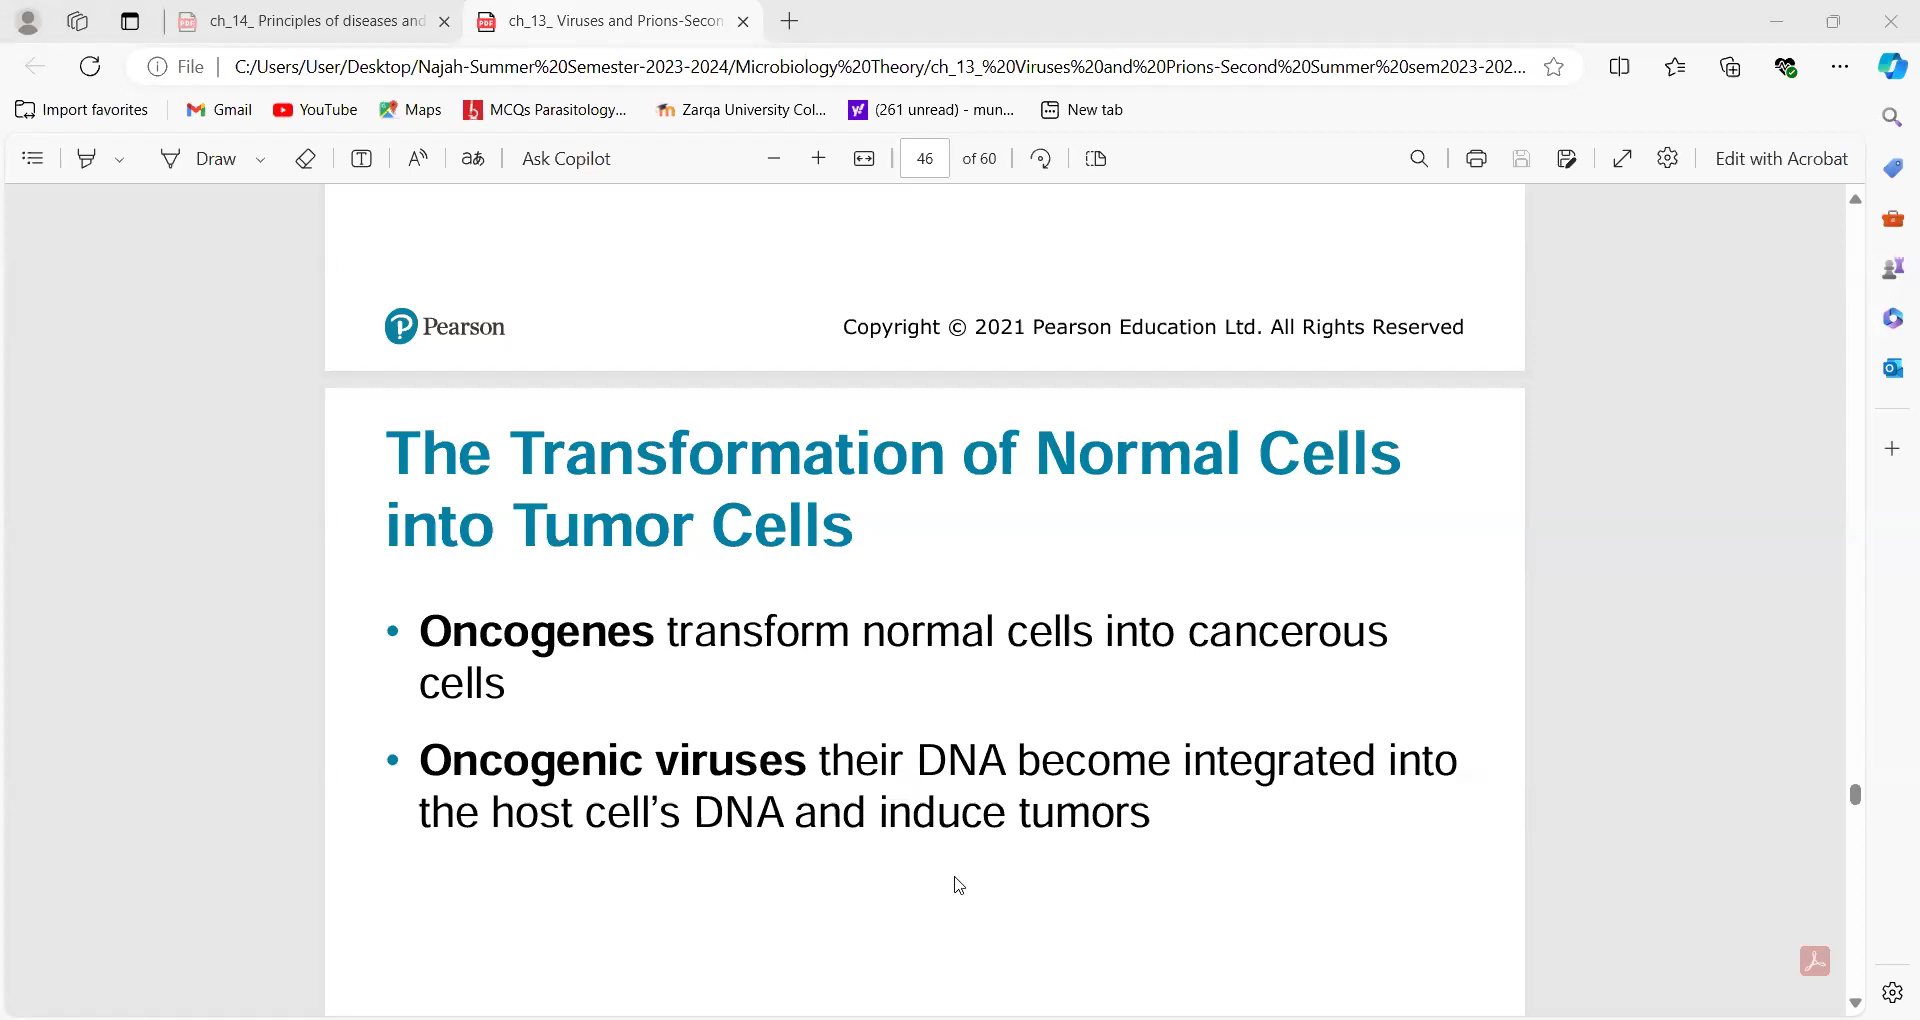 ch_14_ Principles of diseases and
ch_13_ Viruses and Prions-Secon
File
C:/Users/User/Desktop/Najah-Summer%20Semester-2023-2024/Microbiology%20Theory/ch_13_%20Viruses%20and%20Prions-Second%20Summer%20sem2023-202...
Import favorites
Gmail
YouTube
Maps
MCQs Parasitology...
Zarqa University Col...
(261 unread) - mun...
New tab
Draw
Ask Copilot
46 of 60
Edit with Acrobat
Pearson
Copyright © 2021 Pearson Education Ltd. All Rights Reserved
The Transformation of Normal Cells
into Tumor Cells
• Oncogenes transform normal cells into cancerous
cells
• Oncogenic viruses their DNA become integrated into
the host cell’s DNA and induce tumors